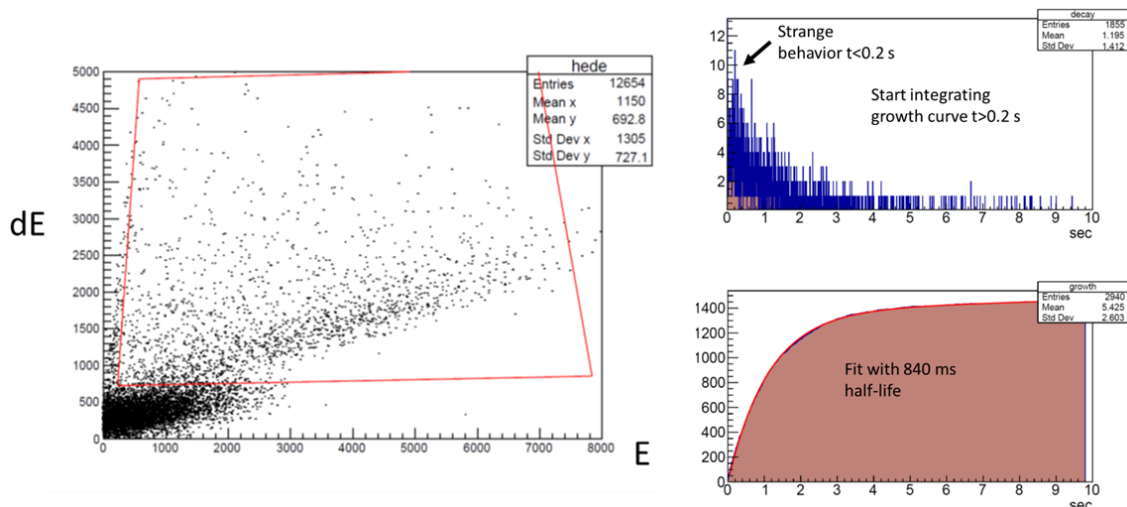 hede
Entries 12654
Mean x 1150
Mean y 692.8
Std Dev x 1305
Std Dev y 727.1
5000
4500
4000
3500
3000
2500
2000
1500
1000
500
0
0 1000 2000 3000 4000 5000 6000 7000 8000
dE
E
decay
Entries 1855
Mean 1.195
Std Dev 1.412
Strange
behavior t<0.2 s
Start integrating
growth curve t>0.2 s
12
10
8
6
4
2
0 1 2 3 4 5 6 7 8 9 10
sec
growth
Entries 2940
Mean 5.425
Std Dev 2.603
Fit with 840 ms
half-life
1400
1200
1000
800
600
400
200
0
0 1 2 3 4 5 6 7 8 9 10
sec